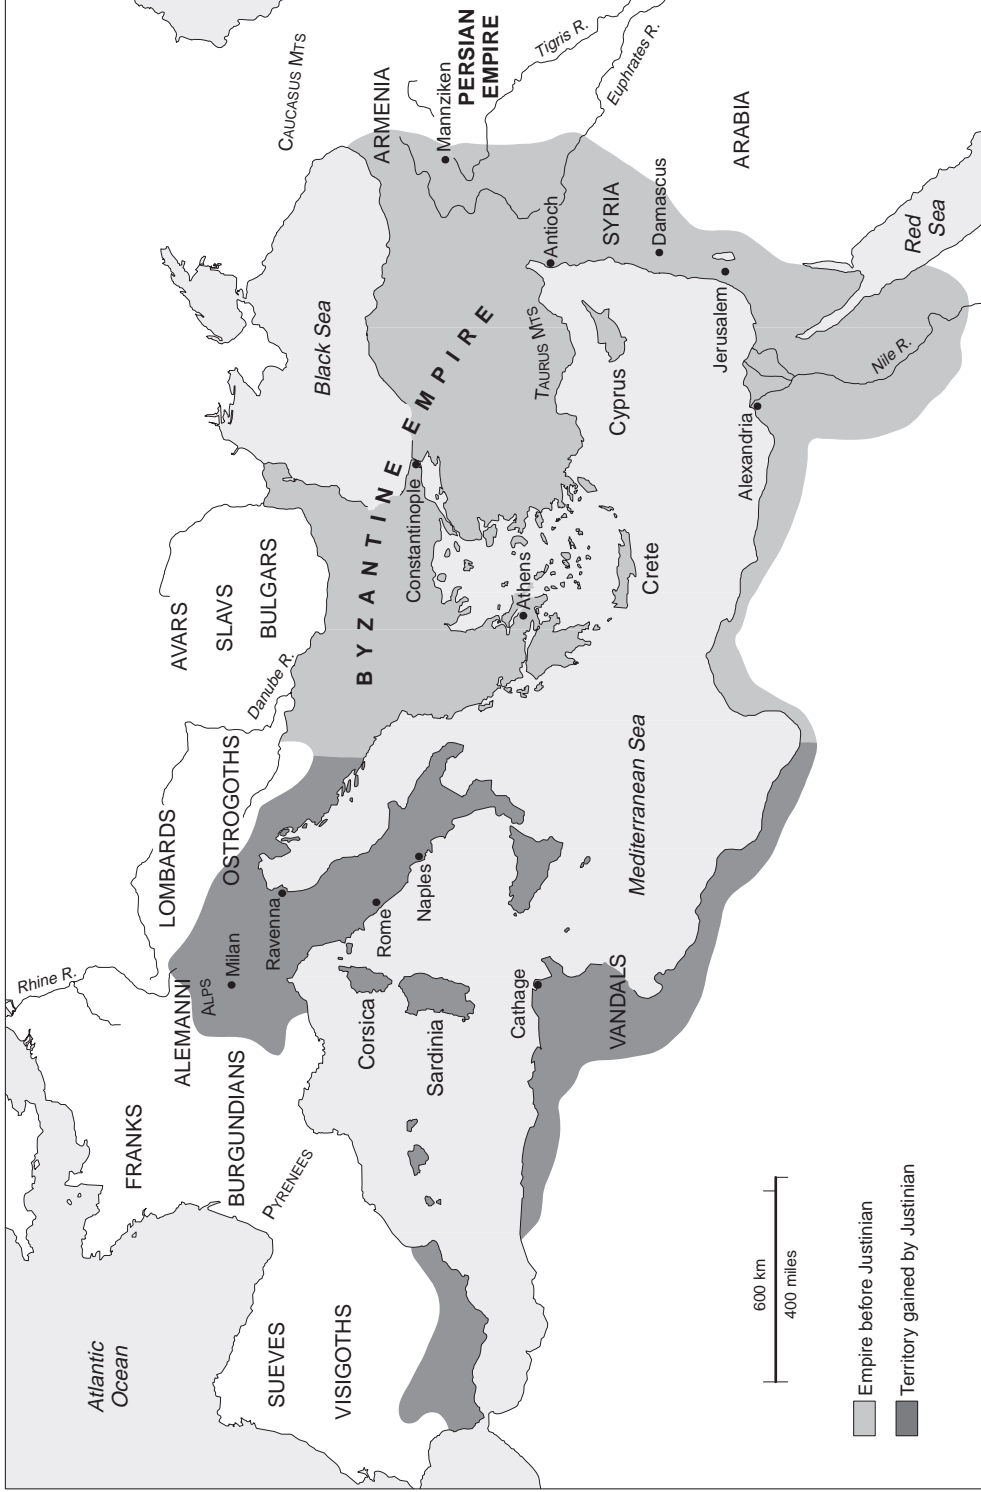 Atlantic
Ocean
FRANKS
Rhine R.
ALEMANNI
ALPS
Milan
BURGUNDIANS
PYRENEES
SUEVES
VISIGOTHS
LOMBARDS
OSTROGOTHS
Danube R.
AVARS
SLAVS
BULGARS
Ravenna
Rome
Naples
Corsica
Sardinia
Cathage
VANDALS
Mediterranean Sea
BYZANTINE EMPIRE
Constantinople
Athens
Crete
Cyprus
Black Sea
CAUCASUS MTS
ARMENIA
Mannziken
PERSIAN
EMPIRE
Tigris R.
Euphrates R.
TAURUS MTS
Antioch
SYRIA
Damascus
ARABIA
Jerusalem
Alexandria
Nile R.
Red
Sea
600 km
400 miles
Empire before Justinian
Territory gained by Justinian